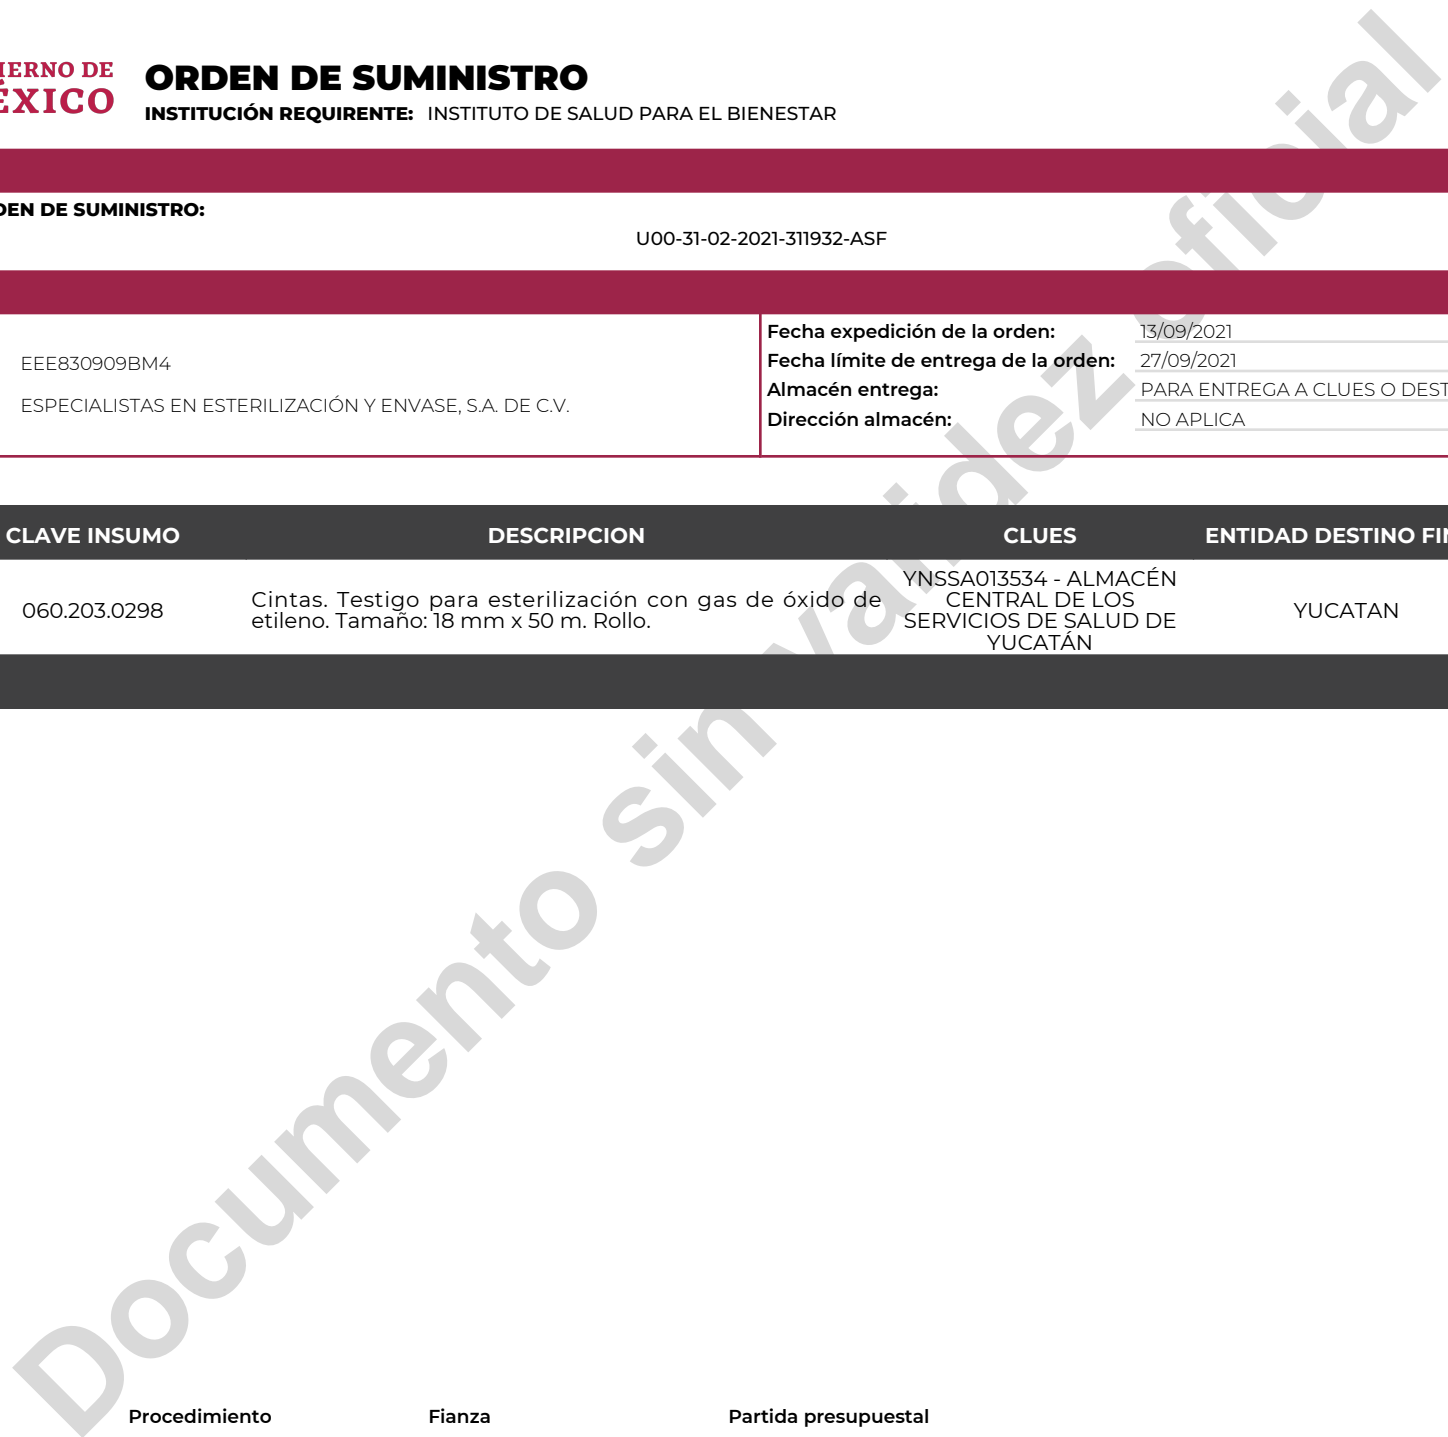 IERNO DE
ÉXICO
ORDEN DE SUMINISTRO
INSTITUCIÓN REQUIRENTE: INSTITUTO DE SALUD PARA EL BIENESTAR
DEN DE SUMINISTRO:
U00-31-02-2021-311932-ASF
EEE830909BM4
ESPECIALISTAS EN ESTERILIZACIÓN Y ENVASE, S.A. DE C.V.
Fecha expedición de la orden: 13/09/2021
Fecha límite de entrega de la orden: 27/09/2021
Almacén entrega: PARA ENTREGA A CLUES O DEST
Dirección almacén: NO APLICA
CLAVE INSUMO DESCRIPCION CLUES ENTIDAD DESTINO FIN
060.203.0298
Cintas. Testigo para esterilización con gas de óxido de
etileno. Tamaño: 18 mm x 50 m. Rollo.
YNSSA013534 - ALMACÉN
CENTRAL DE LOS
SERVICIOS DE SALUD DE
YUCATÁN
YUCATAN
Documento sin validez oficial
Procedimiento Fianza Partida presupuestal